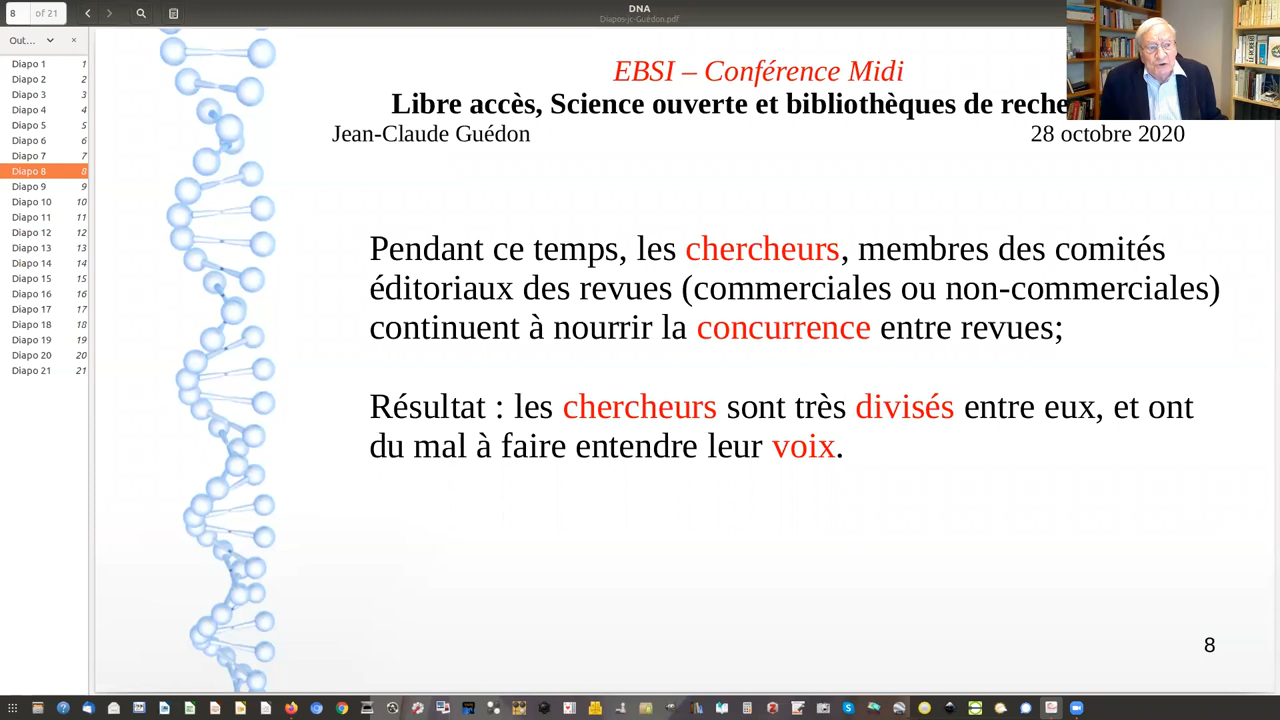 8 of 21
DNA
Diapos-jc-Guédon.pdf
Out...
Diapo 1 1
Diapo 2 2
Diapo 3 3
Diapo 4 4
Diapo 5 5
Diapo 6 6
Diapo 7 7
Diapo 8 8
Diapo 9 9
Diapo 10 10
Diapo 11 11
Diapo 12 12
Diapo 13 13
Diapo 14 14
Diapo 15 15
Diapo 16 16
Diapo 17 17
Diapo 18 18
Diapo 19 19
Diapo 20 20
Diapo 21 21
EBSI – Conférence Midi
Libre accès, Science ouverte et bibliothèques de reche
Jean-Claude Guédon 28 octobre 2020
Pendant ce temps, les chercheurs, membres des comités
éditoriaux des revues (commerciales ou non-commerciales)
continuent à nourrir la concurrence entre revues;
Résultat : les chercheurs sont très divisés entre eux, et ont
du mal à faire entendre leur voix.
8